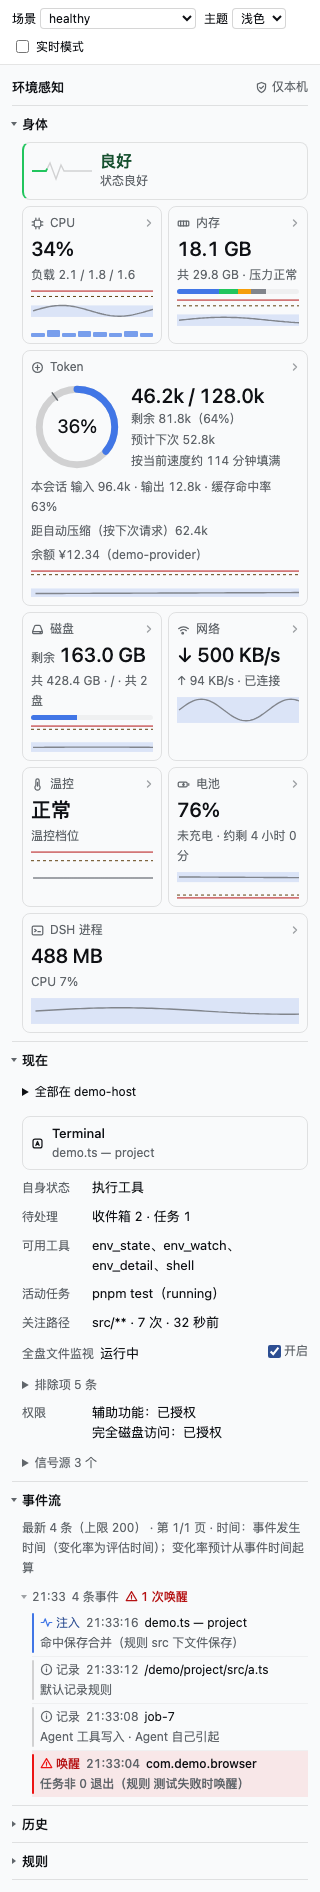 场景 healthy 主题 浅色
实时模式
环境感知 仅本机
身体
良好
状态良好
CPU
34%
负载 2.1 / 1.8 / 1.6
内存
18.1 GB
共 29.8 GB · 压力正常
Token
36%
46.2k / 128.0k
剩余 81.8k（64%）
预计下次 52.8k
按当前速度约 114 分钟填满
本会话 输入 96.4k · 输出 12.8k · 缓存命中率
63%
距自动压缩（按下次请求）62.4k
余额 ¥12.34（demo-provider）
磁盘
剩余 163.0 GB
共 428.4 GB · / · 共 2
盘
网络
↓ 500 KB/s
↑ 94 KB/s · 已连接
温控
正常
温控档位
电池
76%
未充电 · 约剩 4 小时 0
分
DSH 进程
488 MB
CPU 7%
现在
全部在 demo-host
Terminal
demo.ts — project
自身状态 执行工具
待处理 收件箱 2 · 任务 1
可用工具 env_state、env_watch、
env_detail、shell
活动任务 pnpm test（running）
关注路径 src/** · 7 次 · 32 秒前
全盘文件监视 运行中 开启
排除项 5 条
权限 辅助功能：已授权
完全磁盘访问：已授权
信号源 3 个
事件流
最新 4 条（上限 200） · 第 1/1 页 · 时间：事件发生
时间（变化率为评估时间）；变化率预计从事件时间起
算
21:33 4 条事件 1 次唤醒
注入 21:33:16 demo.ts — project
命中保存合并（规则 src 下文件保存）
记录 21:33:12 /demo/project/src/a.ts
默认记录规则
记录 21:33:08 job-7
Agent 工具写入 · Agent 自己引起
唤醒 21:33:04 com.demo.browser
任务非 0 退出（规则 测试失败时唤醒）
历史
规则